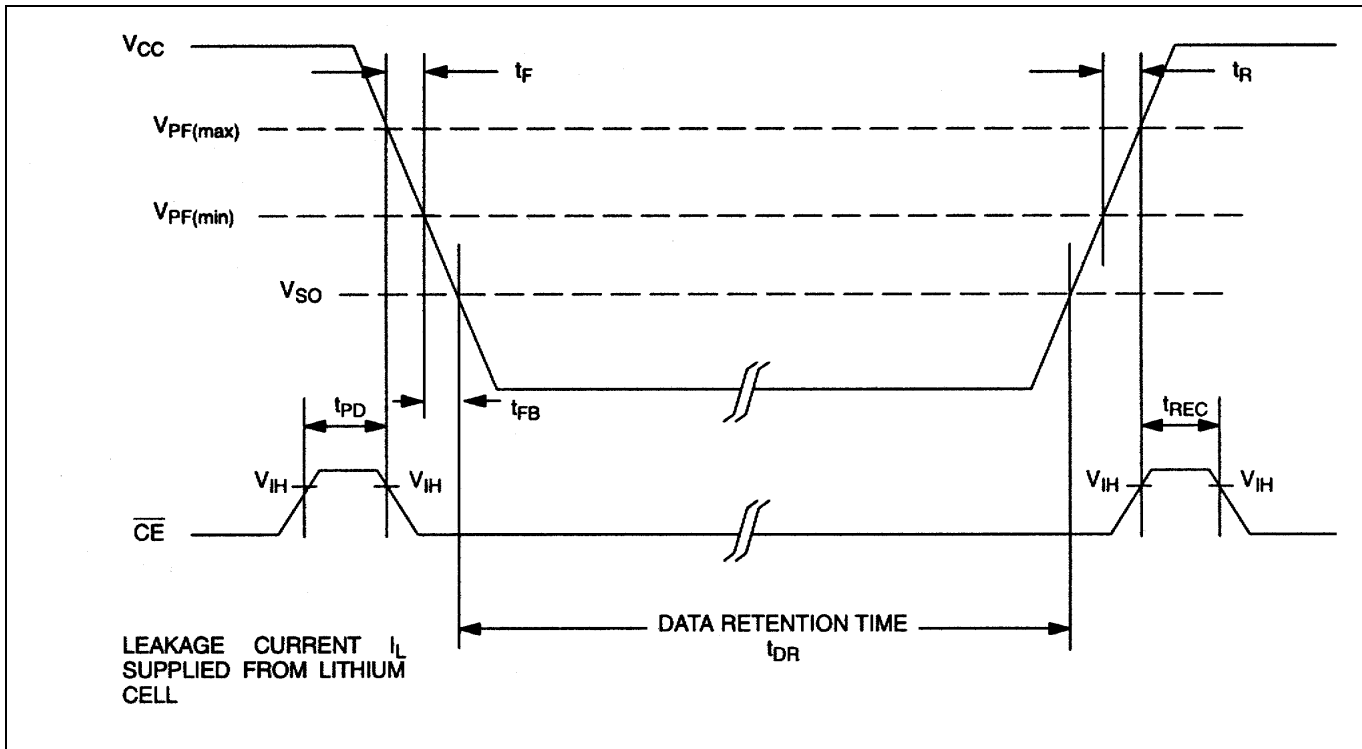 VCC
tF
tR
VPF(max)
VPF(min)
VSO
tPD
tFB
tREC
VIH
VIH
VIH
VIH
CE
DATA RETENTION TIME
tDR
LEAKAGE CURRENT IL
SUPPLIED FROM LITHIUM
CELL